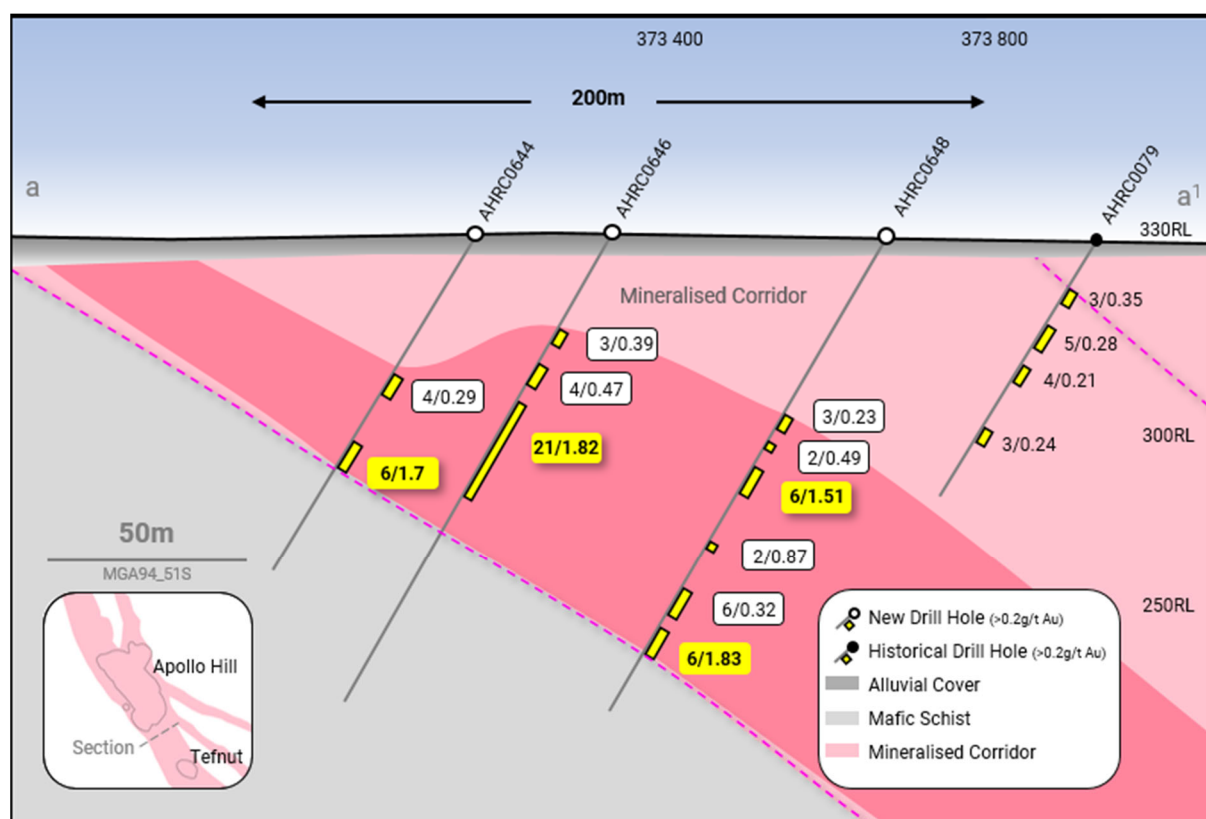 373 400
373 800
200m
AHRC0644
AHRC0646
AHRC0648
AHRC0079
a
a¹
330RL
Mineralised Corridor
3/0.35
3/0.39
5/0.28
4/0.29
4/0.47
4/0.21
3/0.23
300RL
6/1.7
21/1.82
2/0.49
3/0.24
6/1.51
50m
MGA94_51S
2/0.87
6/0.32
250RL
6/1.83
Apollo Hill
Section
Tefnut
New Drill Hole (>0.2g/t Au)
Historical Drill Hole (>0.2g/t Au)
Alluvial Cover
Mafic Schist
Mineralised Corridor